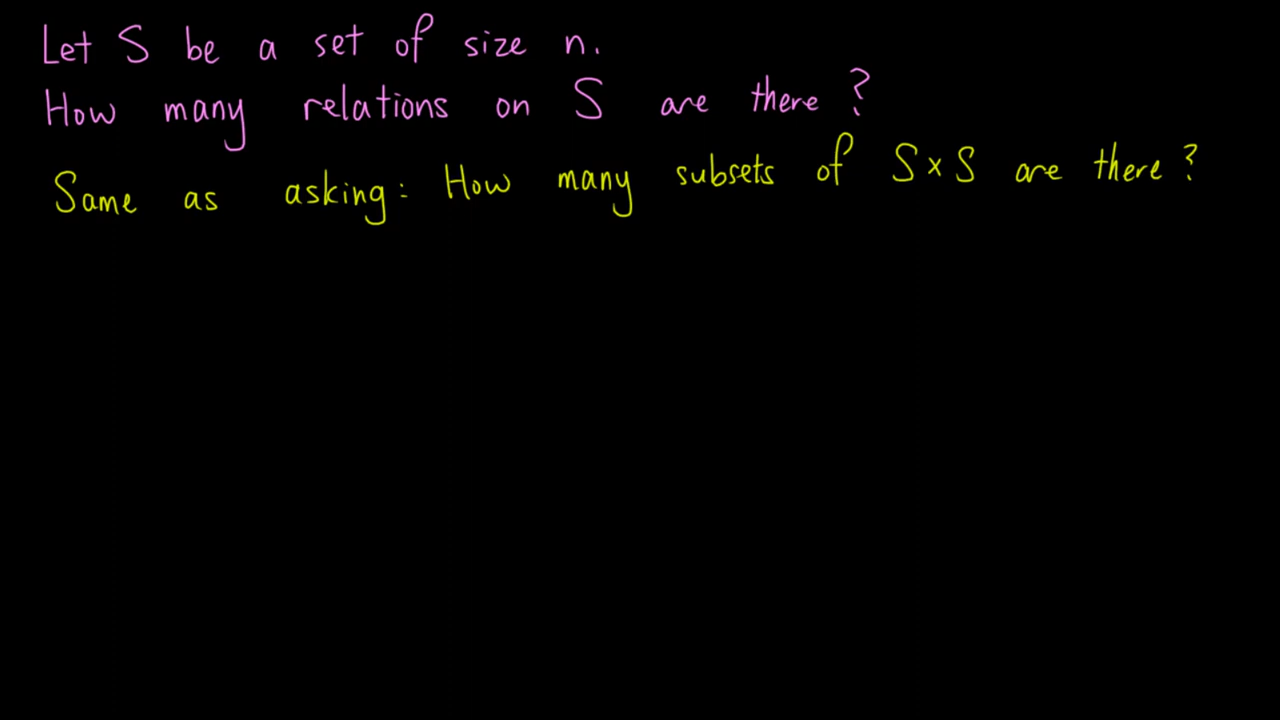 Let S be a set of size n.
How many relations on S are there?
Same as asking: How many subsets of S×S are there?